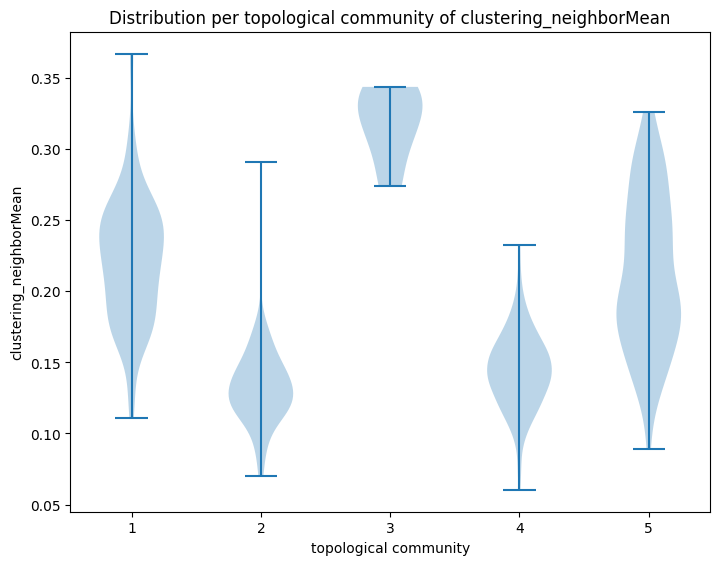 Distribution per topological community of clustering_neighborMean
clustering_neighborMean
0.35
0.30
0.25
0.20
0.15
0.10
0.05
1 2 3 4 5
topological community